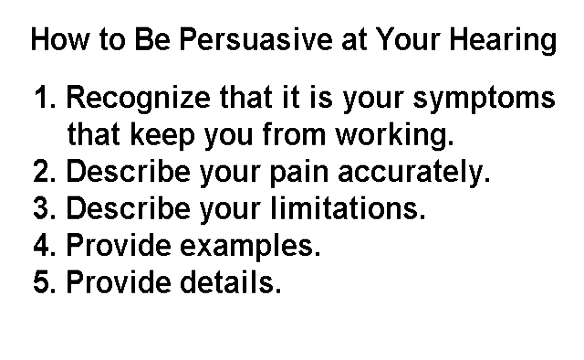 How to Be Persuasive at Your Hearing
1. Recognize that it is your symptoms
that keep you from working.
2. Describe your pain accurately.
3. Describe your limitations.
4. Provide examples.
5. Provide details.